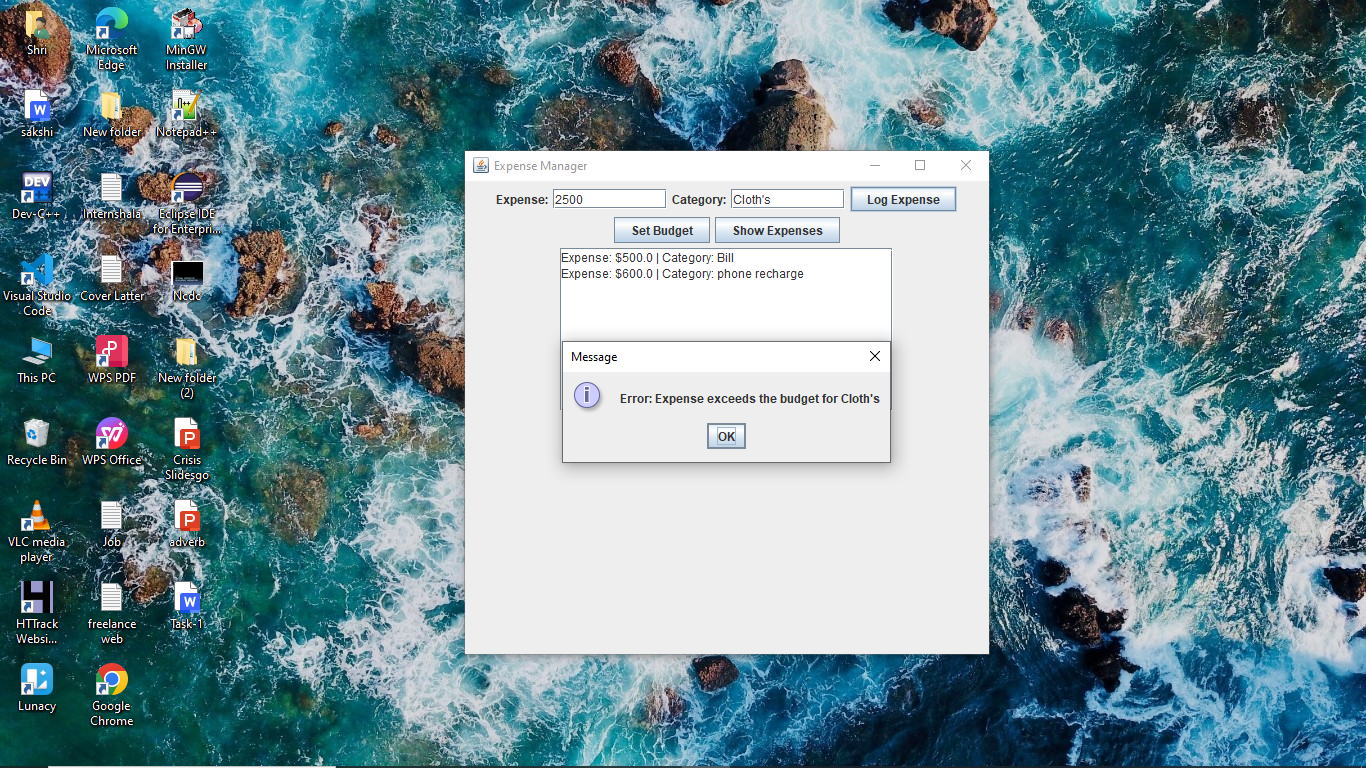 Shri
Microsoft
Edge
MinGW
Installer
sakshi
New folder
Notepad++
Dev-C++
Internshala
Eclipse IDE
for Enterpri...
Visual Studio
Code
Cover Latter
Ncdo
This PC
WPS PDF
New folder
(2)
Recycle Bin
WPS Office
Crisis
Slidesgo
VLC media
player
Job
adverb
HTTrack
Websi...
freelance
web
Task-1
Lunacy
Google
Chrome
Expense Manager
Expense: 2500 Category: Cloth's Log Expense
Set Budget Show Expenses
Expense: $500.0 | Category: Bill
Expense: $600.0 | Category: phone recharge
Message
Error: Expense exceeds the budget for Cloth's
OK